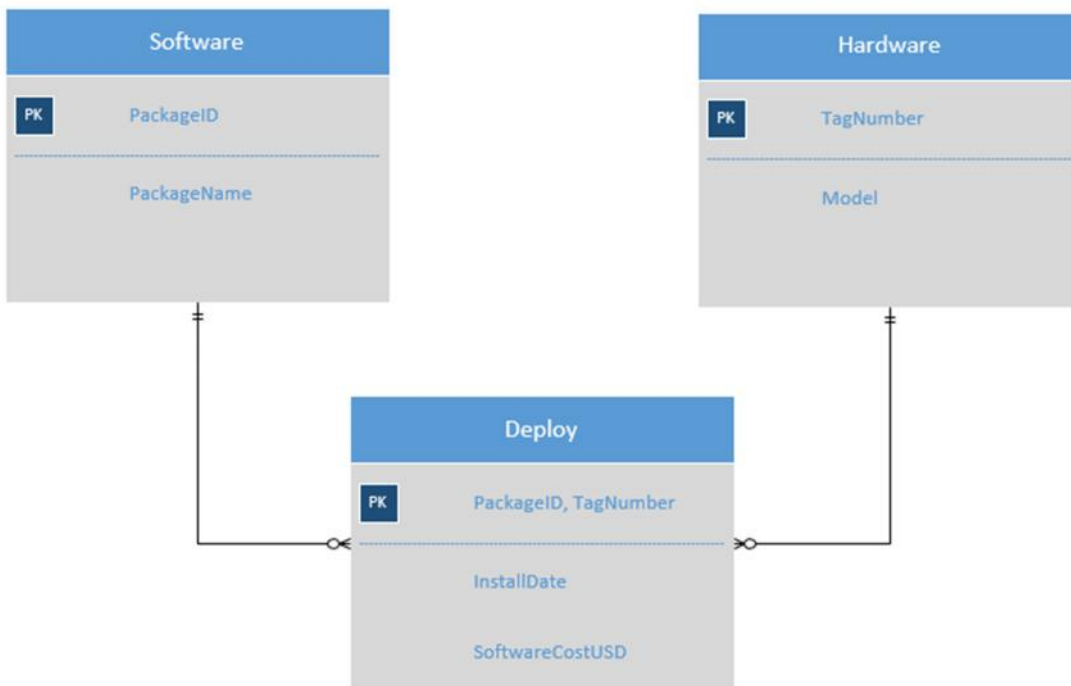 Software
PK PackageID
PackageName
Hardware
PK TagNumber
Model
Deploy
PK PackageID, TagNumber
InstallDate
SoftwareCostUSD